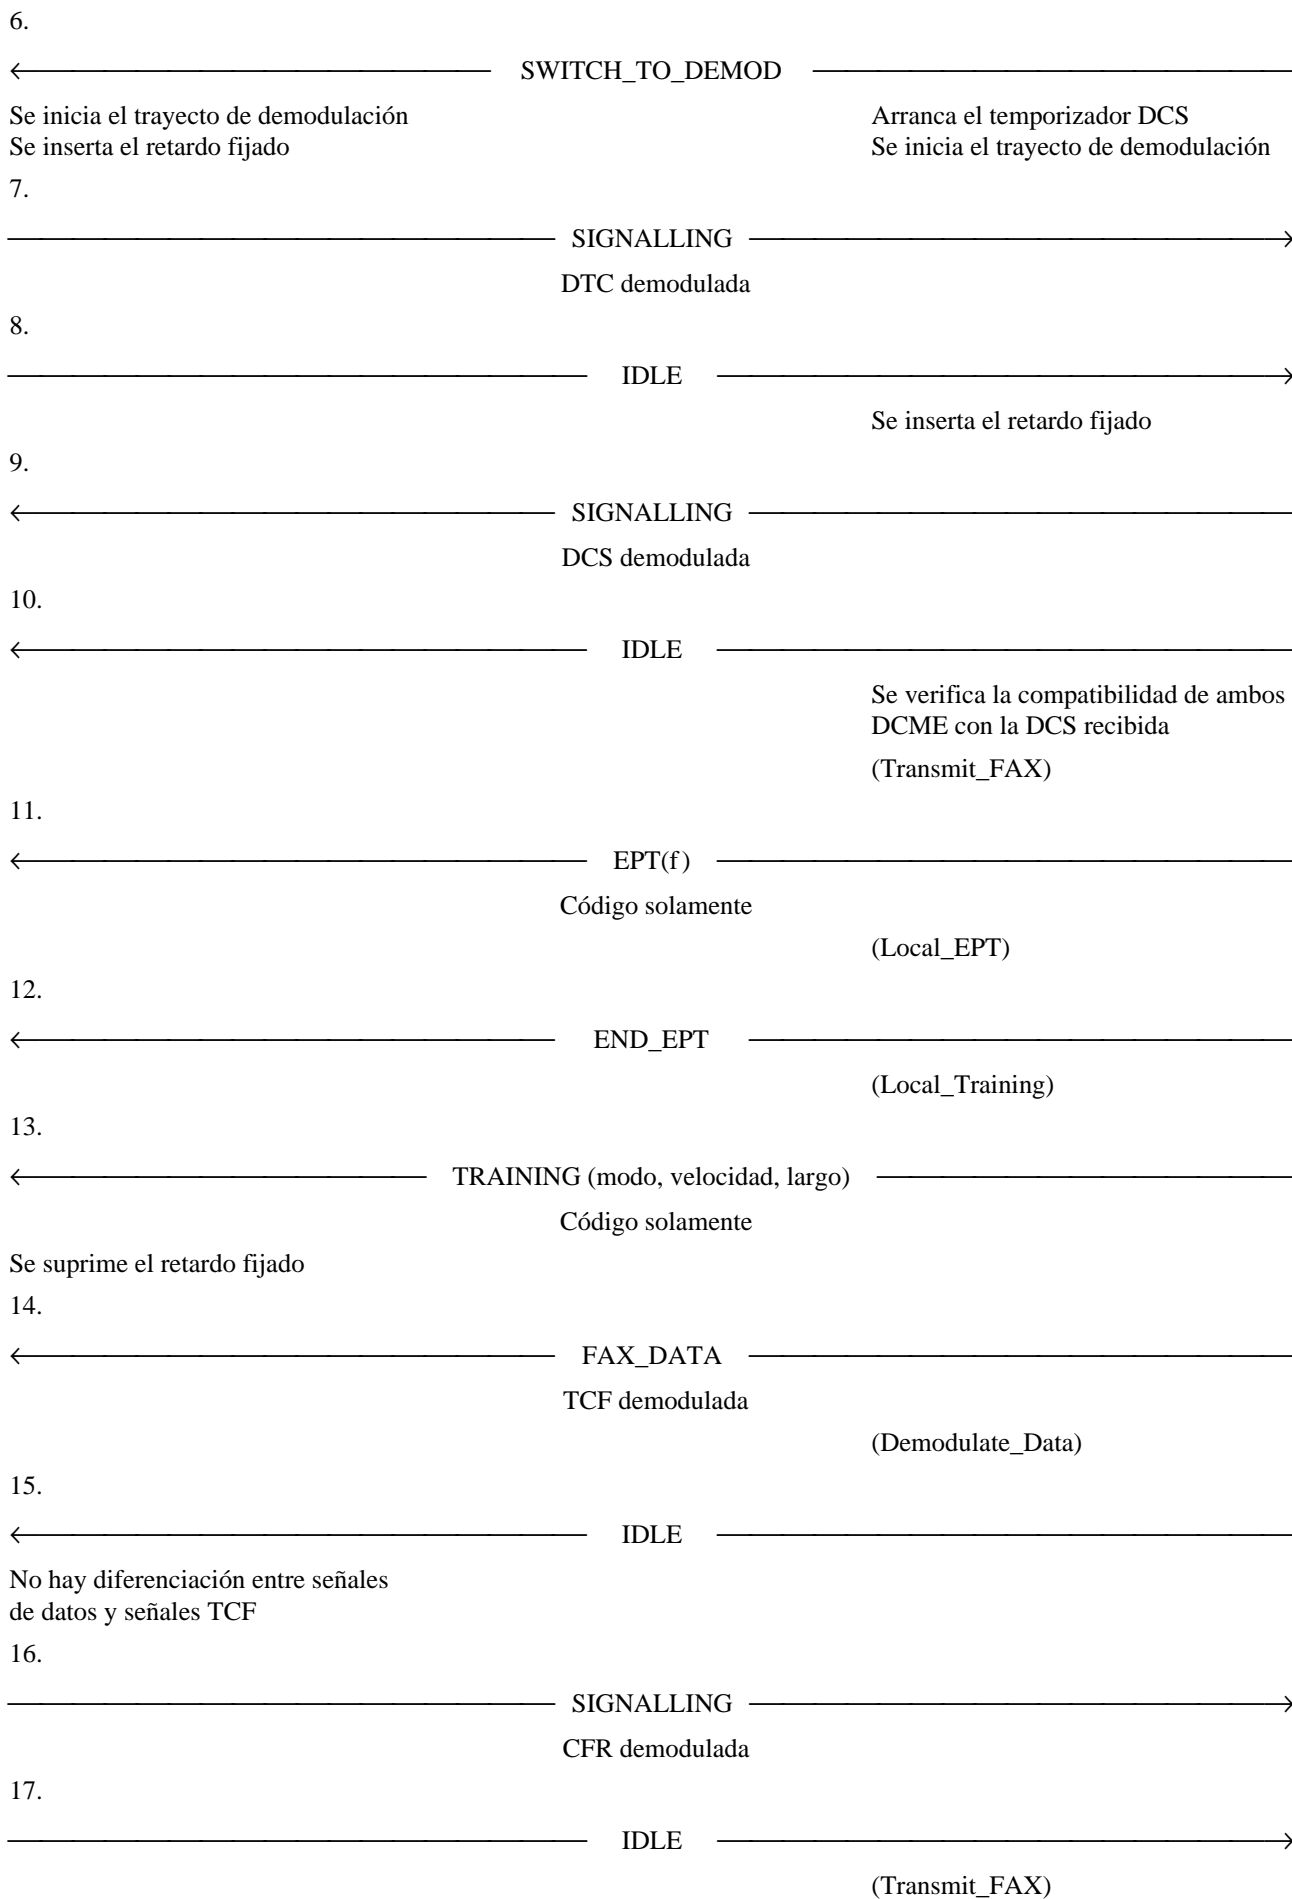 6.
SWITCH_TO_DEMOD
Se inicia el trayecto de demodulación
Se inserta el retardo fijado
Arranca el temporizador DCS
Se inicia el trayecto de demodulación
7.
SIGNALLING
DTC demodulada
8.
IDLE
Se inserta el retardo fijado
9.
SIGNALLING
DCS demodulada
10.
IDLE
Se verifica la compatibilidad de ambos
DCME con la DCS recibida
(Transmit_FAX)
11.
EPT(f)
Código solamente
(Local_EPT)
12.
END_EPT
(Local_Training)
13.
TRAINING (modo, velocidad, largo)
Código solamente
Se suprime el retardo fijado
14.
FAX_DATA
TCF demodulada
(Demodulate_Data)
15.
IDLE
No hay diferenciación entre señales
de datos y señales TCF
16.
SIGNALLING
CFR demodulada
17.
IDLE
(Transmit_FAX)